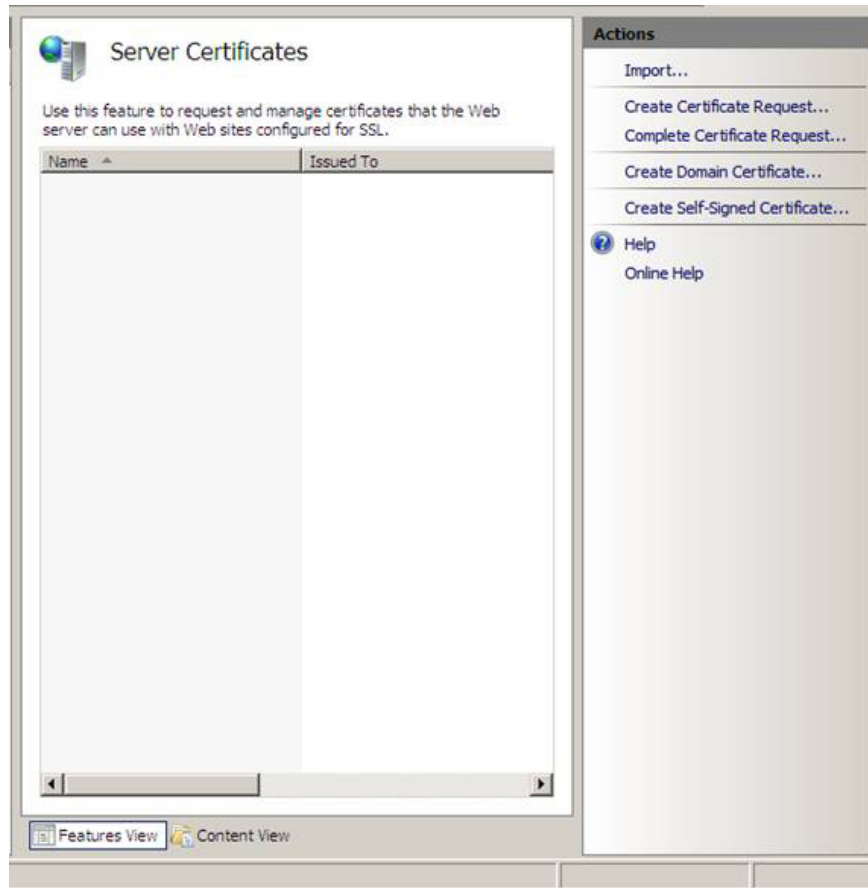 Server Certificates
Use this feature to request and manage certificates that the Web
server can use with Web sites configured for SSL.
Name
Issued To
Features View
Content View
Actions
Import...
Create Certificate Request...
Complete Certificate Request...
Create Domain Certificate...
Create Self-Signed Certificate...
Help
Online Help